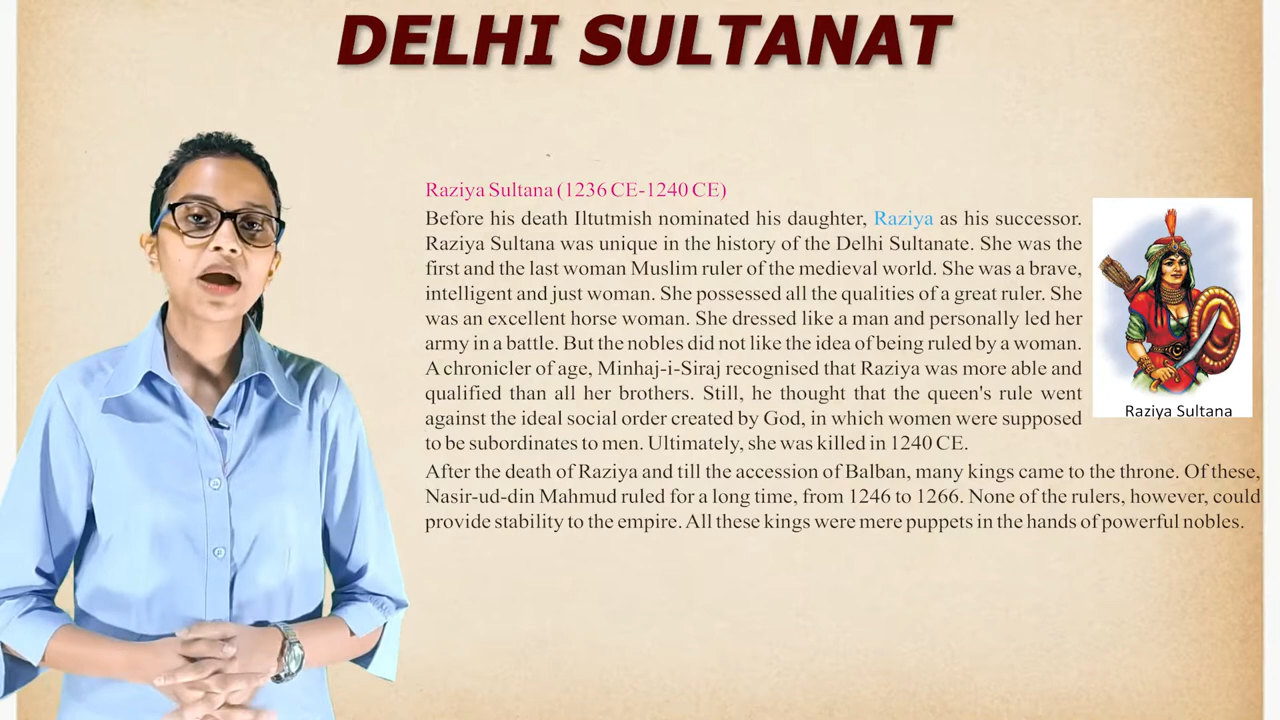 DELHI SULTANAT
Raziya Sultana (1236 CE-1240 CE)
Before his death Iltutmish nominated his daughter, Raziya as his successor.
Raziya Sultana was unique in the history of the Delhi Sultanate. She was the
first and the last woman Muslim ruler of the medieval world. She was a brave,
intelligent and just woman. She possessed all the qualities of a great ruler. She
was an excellent horse woman. She dressed like a man and personally led her
army in a battle. But the nobles did not like the idea of being ruled by a woman.
A chronicler of age, Minhaj-i-Siraj recognised that Raziya was more able and
qualified than all her brothers. Still, he thought that the queen's rule went
against the ideal social order created by God, in which women were supposed
to be subordinates to men. Ultimately, she was killed in 1240 CE.
Raziya Sultana
After the death of Raziya and till the accession of Balban, many kings came to the throne. Of these,
Nasir-ud-din Mahmud ruled for a long time, from 1246 to 1266. None of the rulers, however, could
provide stability to the empire. All these kings were mere puppets in the hands of powerful nobles.